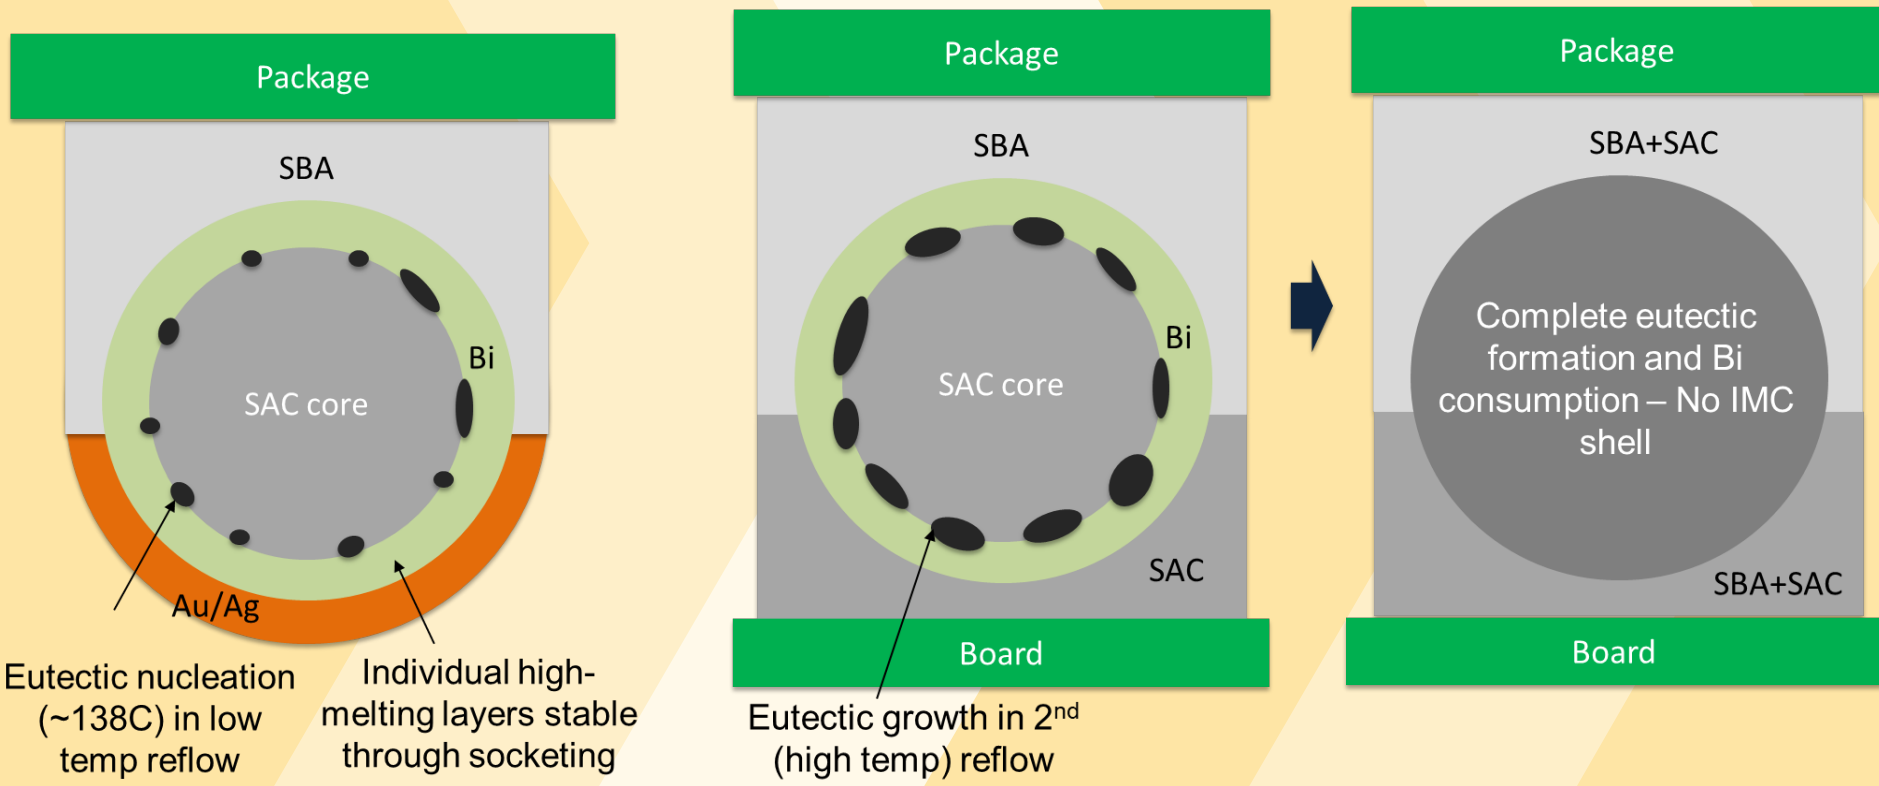 Package
SBA
Bi
SAC core
Au/Ag
Eutectic nucleation
(~138C) in low
temp reflow
Individual high-
melting layers stable
through socketing
Package
SBA
Bi
SAC core
SAC
Board
Eutectic growth in 2nd
(high temp) reflow
Package
SBA+SAC
Complete eutectic
formation and Bi
consumption – No IMC
shell
SBA+SAC
Board